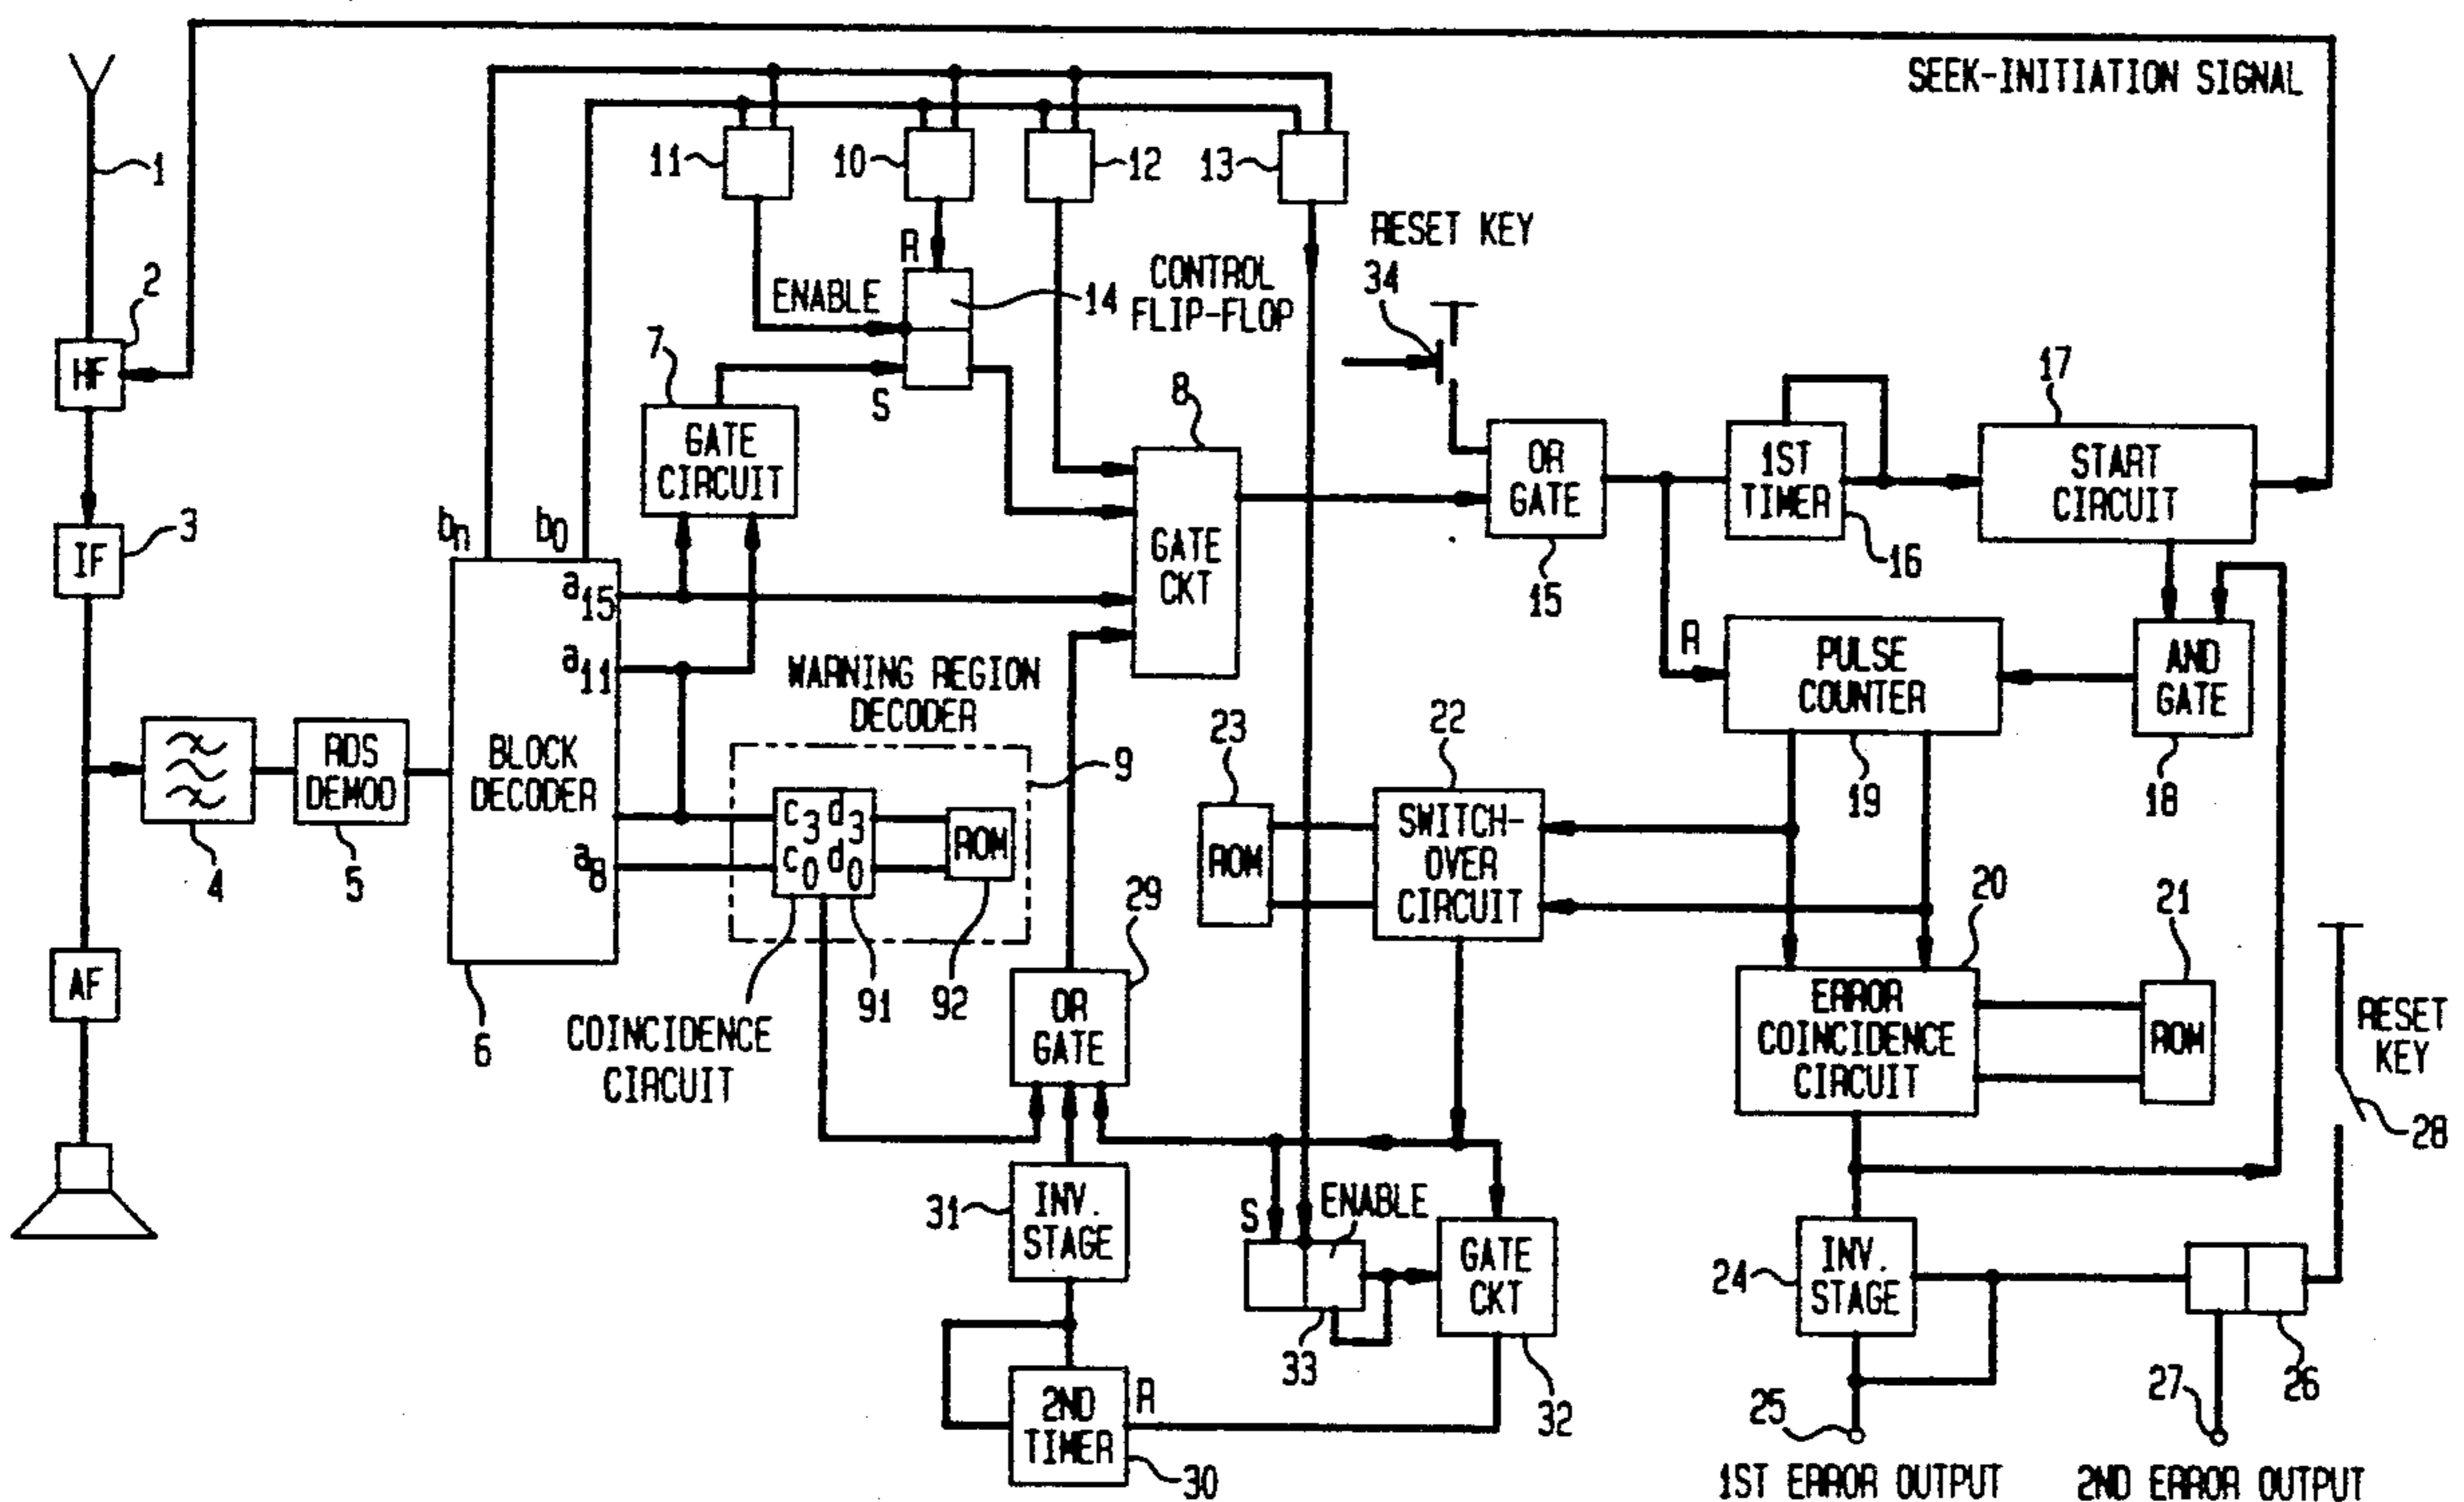 SEEK-INITIATION SIGNAL
1
11
10
12
13
RESET KEY
34
R
ENABLE
14
CONTROL
FLIP-FLOP
2
HF
7
S
8
17
GATE
CIRCUIT
OR
GATE
15
1ST
TIMER
16
START
CIRCUIT
bn
b0
3
IF
a15
a11
GATE
CKT
R
PULSE
COUNTER
19
AND
GATE
18
WARNING REGION
DECODER
9
23
22
4
RDS
DEMOD
5
BLOCK
DECODER
6
a8
c3 d3
c0 d0
ROM
ROM
SWITCH-
OVER
CIRCUIT
20
21
29
91
92
COINCIDENCE
CIRCUIT
AF
OR
GATE
ERROR
COINCIDENCE
CIRCUIT
ROM
RESET
KEY
28
31
INV.
STAGE
S
ENABLE
33
GATE
CKT
32
24
INV.
STAGE
26
27
25
2ND
TIMER
R
30
1ST ERROR OUTPUT
2ND ERROR OUTPUT